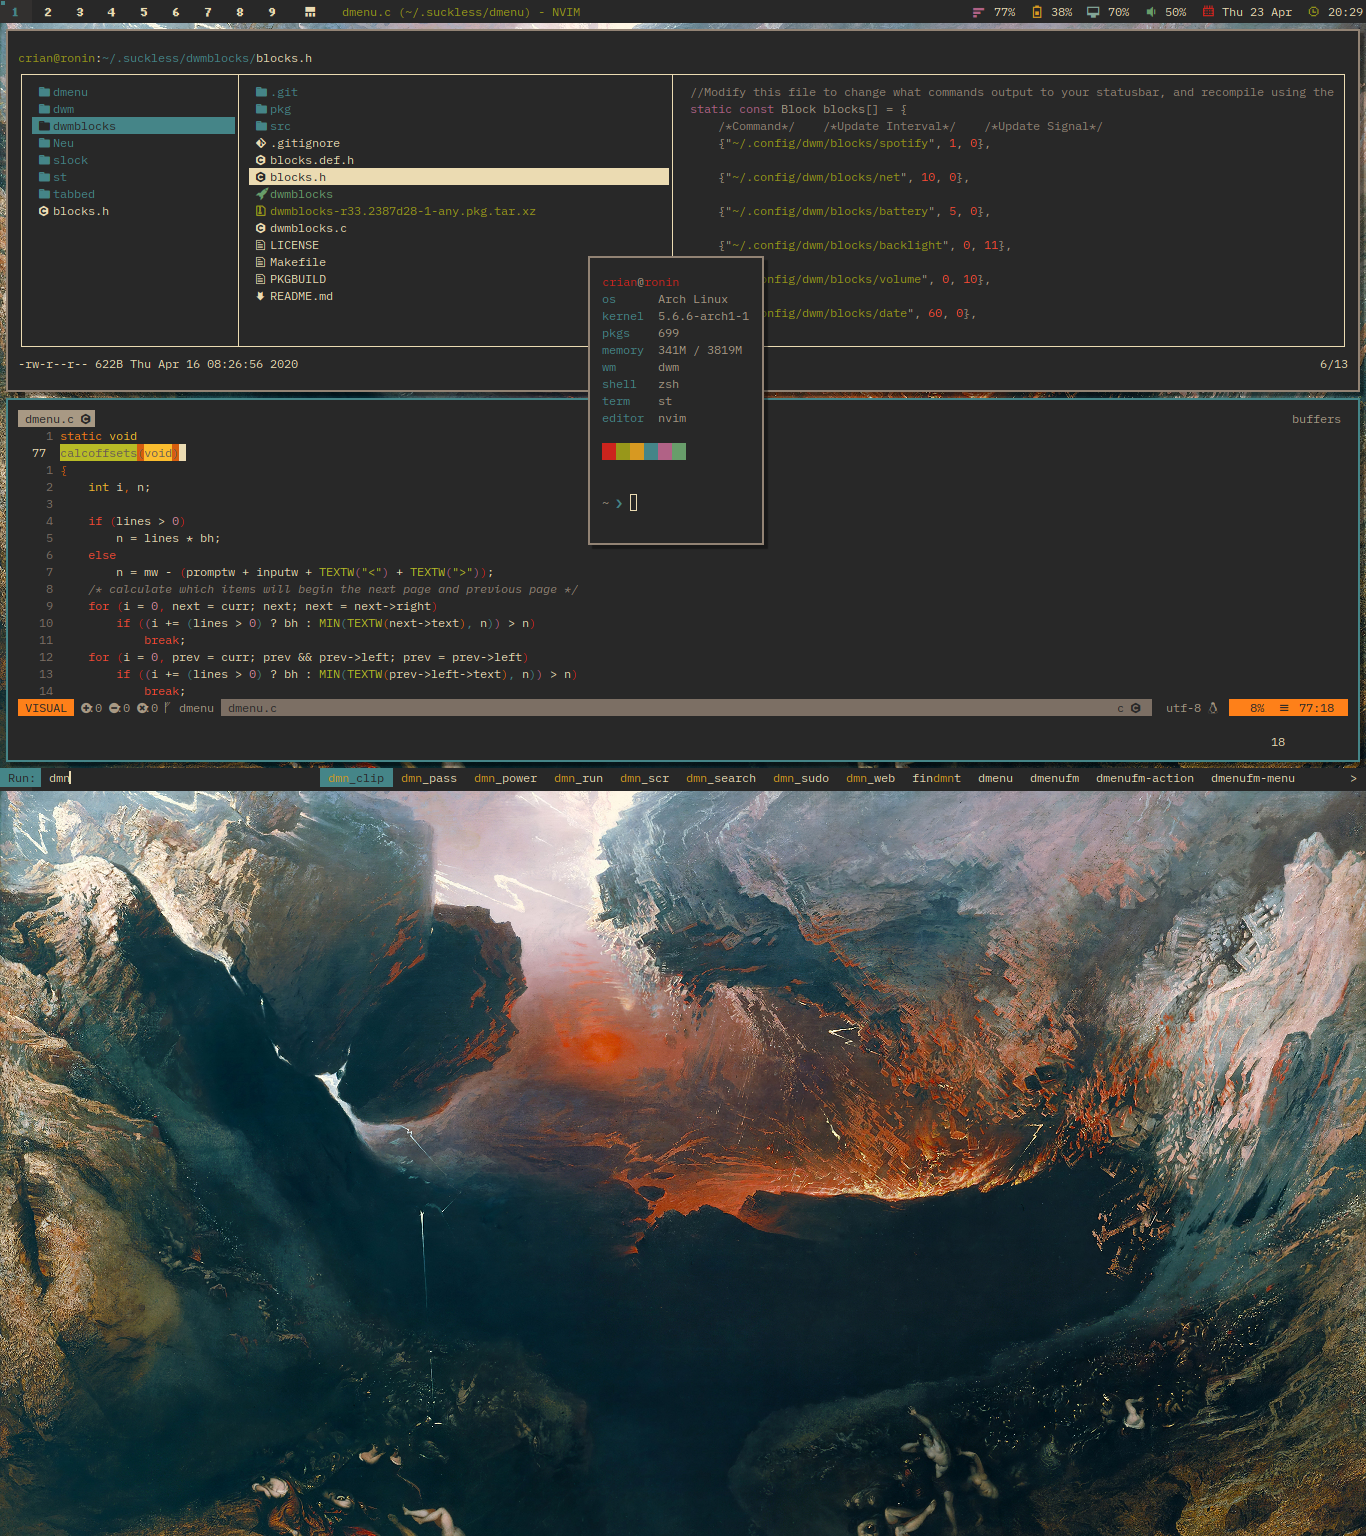 1 2 3 4 5 6 7 8 9 dmenu.c (~/.suckless/dmenu) - NVIM 77% 38% 70% 50% Thu 23 Apr 20:29
crian@ronin:~/.suckless/dwmblocks/blocks.h
dmenu
dwm
dwmblocks
Neu
slock
st
tabbed
blocks.h
.git
pkg
src
.gitignore
blocks.def.h
blocks.h
dwmblocks
dwmblocks-r33.2387d28-1-any.pkg.tar.xz
dwmblocks.c
LICENSE
Makefile
PKGBUILD
README.md
//Modify this file to change what commands output to your statusbar, and recompile using the
static const Block blocks[] = {
/*Command*/ /*Update Interval*/ /*Update Signal*/
{"~/.config/dwm/blocks/spotify", 1, 0},
{"~/.config/dwm/blocks/net", 10, 0},
{"~/.config/dwm/blocks/battery", 5, 0},
{"~/.config/dwm/blocks/backlight", 0, 11},
nfig/dwm/blocks/volume", 0, 10},
nfig/dwm/blocks/date", 60, 0},
-rw-r--r-- 622B Thu Apr 16 08:26:56 2020 6/13
crian@ronin
os Arch Linux
kernel 5.6.6-arch1-1
pkgs 699
memory 341M / 3819M
wm dwm
shell zsh
term st
editor nvim
~ ❯
dmenu.c buffers
1 static void
77 calcoffsets(void)
1 {
2 int i, n;
3
4 if (lines > 0)
5 n = lines * bh;
6 else
7 n = mw - (promptw + inputw + TEXTW("<") + TEXTW(">"));
8 /* calculate which items will begin the next page and previous page */
9 for (i = 0, next = curr; next; next = next->right)
10 if ((i += (lines > 0) ? bh : MIN(TEXTW(next->text), n)) > n)
11 break;
12 for (i = 0, prev = curr; prev && prev->left; prev = prev->left)
13 if ((i += (lines > 0) ? bh : MIN(TEXTW(prev->left->text), n)) > n)
14 break;
VISUAL 0 0 0 dmenu dmenu.c c utf-8 8% 77:18
18
Run: dmn dmn_clip dmn_pass dmn_power dmn_run dmn_scr dmn_search dmn_sudo dmn_web findmnt dmenu dmenufm dmenufm-action dmenufm-menu >